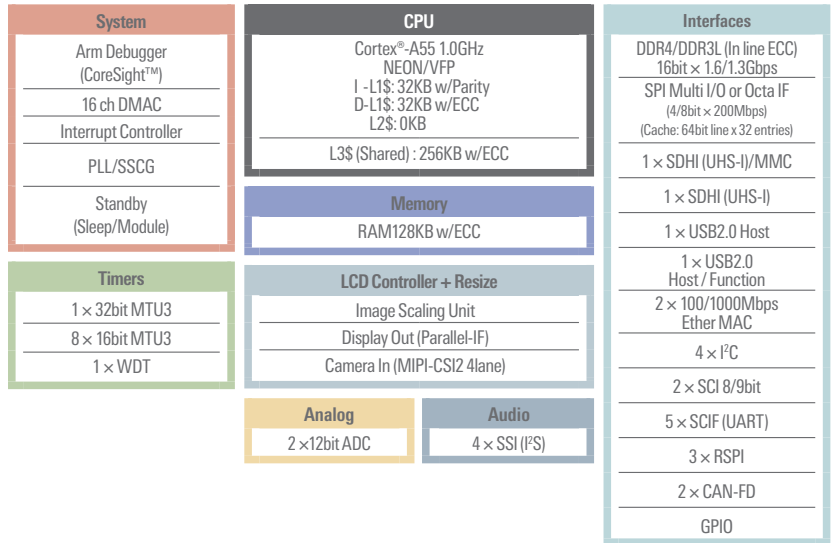 System
Arm Debugger
(CoreSight™)
16 ch DMAC
Interrupt Controller
PLL/SSCG
Standby
(Sleep/Module)
Timers
1 × 32bit MTU3
8 × 16bit MTU3
1 × WDT
CPU
Cortex®-A55 1.0GHz
NEON/VFP
I -L1$: 32KB w/Parity
D-L1$: 32KB w/ECC
L2$: 0KB
L3$ (Shared) : 256KB w/ECC
Memory
RAM128KB w/ECC
LCD Controller + Resize
Image Scaling Unit
Display Out (Parallel-IF)
Camera In (MIPI-CSI2 4lane)
Analog
2 ×12bit ADC
Audio
4 × SSI (I²S)
Interfaces
DDR4/DDR3L (In line ECC)
16bit × 1.6/1.3Gbps
SPI Multi I/O or Octa IF
(4/8bit × 200Mbps)
(Cache: 64bit line x 32 entries)
1 × SDHI (UHS-I)/MMC
1 × SDHI (UHS-I)
1 × USB2.0 Host
1 × USB2.0
Host / Function
2 × 100/1000Mbps
Ether MAC
4 × I²C
2 × SCI 8/9bit
5 × SCIF (UART)
3 × RSPI
2 × CAN-FD
GPIO